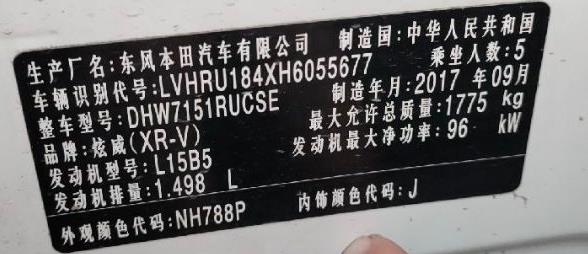 生产厂名:东风本田汽车有限公司 制造国:中华人民共和国
车辆识别代号:LVHRU184XH6055677 乘坐人数:5
整车型号:DHW7151RUCSE 制造年月:2017 年09月
品牌:炫威(XR-V) 最大允许总质量:1775 kg
发动机型号:L15B5 发动机最大净功率:96 kW
发动机排量:1.498 L
外观颜色代码:NH788P 内饰颜色代码:J